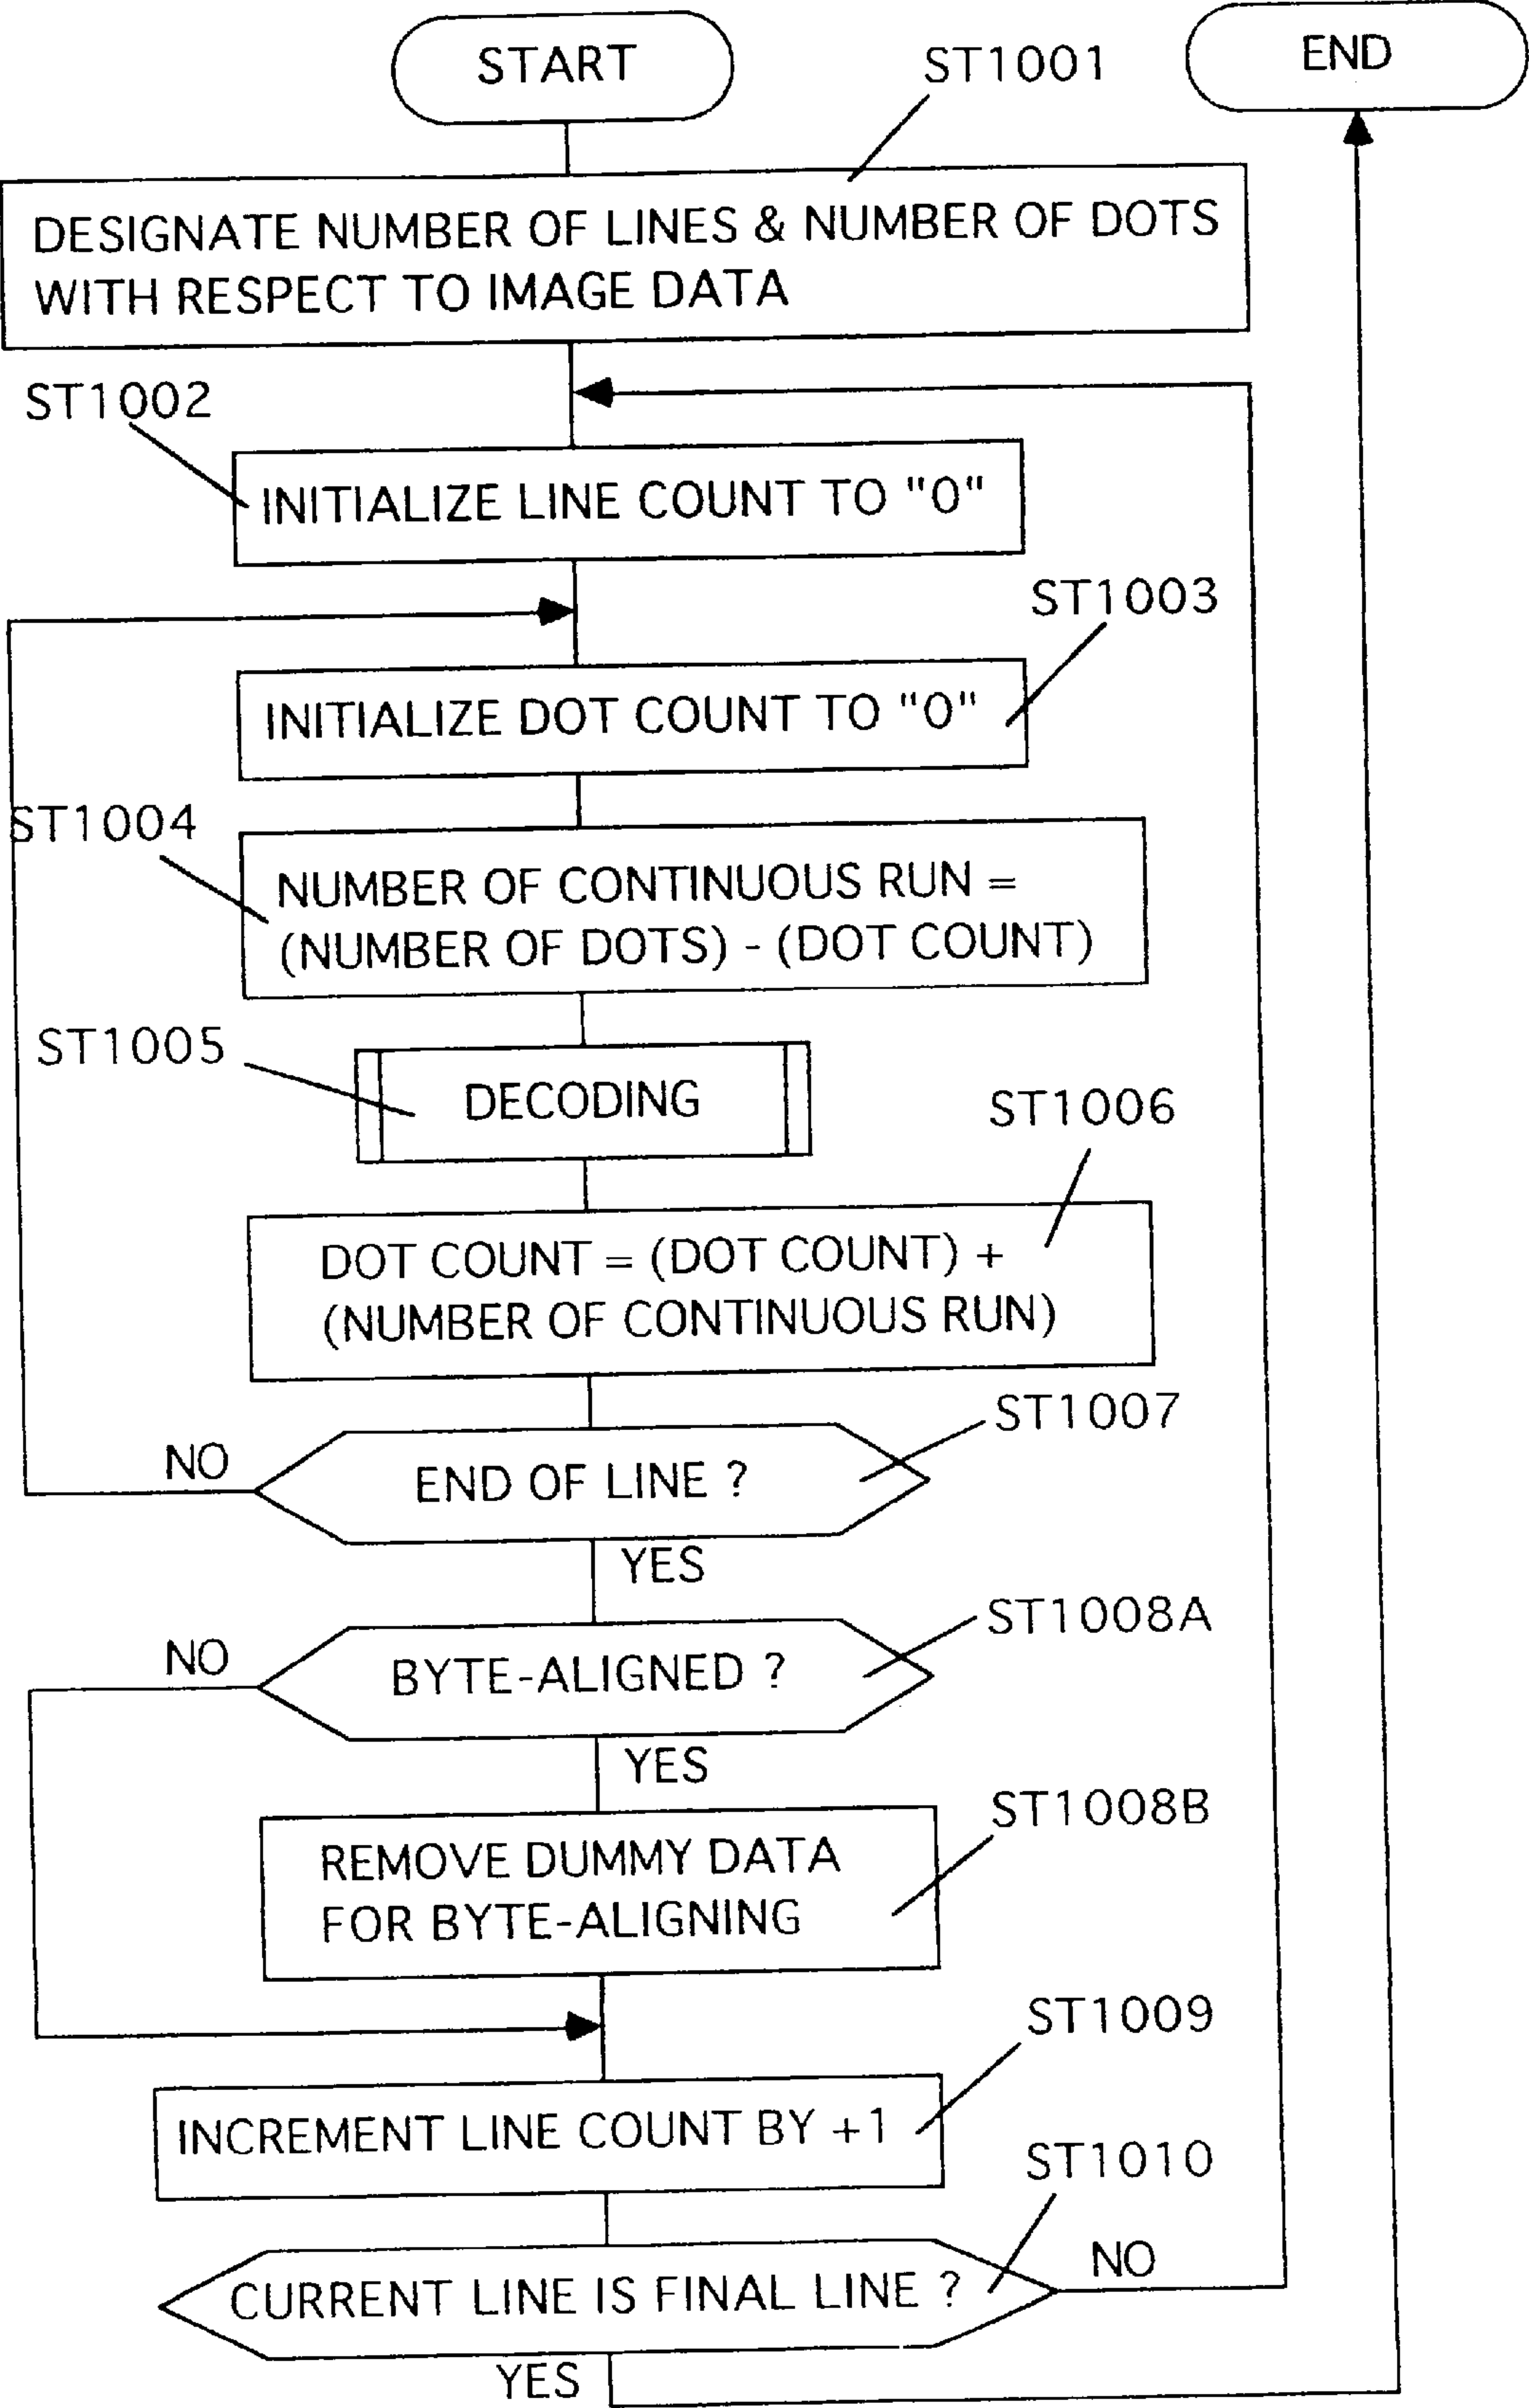 START
END
ST1001
DESIGNATE NUMBER OF LINES & NUMBER OF DOTS
WITH RESPECT TO IMAGE DATA
ST1002
INITIALIZE LINE COUNT TO "0"
ST1003
INITIALIZE DOT COUNT TO "0"
ST1004
NUMBER OF CONTINUOUS RUN =
(NUMBER OF DOTS) - (DOT COUNT)
ST1005
DECODING
ST1006
DOT COUNT = (DOT COUNT) +
(NUMBER OF CONTINUOUS RUN)
ST1007
NO
END OF LINE ?
YES
ST1008A
NO
BYTE-ALIGNED ?
YES
ST1008B
REMOVE DUMMY DATA
FOR BYTE-ALIGNING
ST1009
INCREMENT LINE COUNT BY +1
ST1010
NO
CURRENT LINE IS FINAL LINE ?
YES